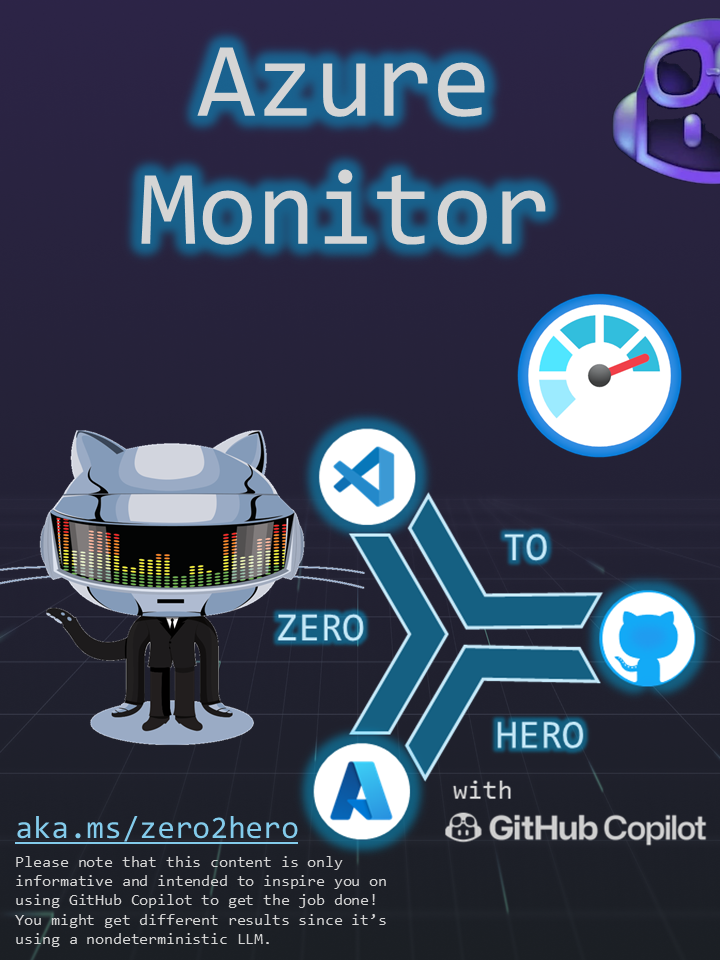 Azure
Monitor
TO
ZERO
HERO
with
GitHub Copilot
aka.ms/zero2hero
Please note that this content is only
informative and intended to inspire you on
using GitHub Copilot to get the job done!
You might get different results since it’s
using a nondeterministic LLM.